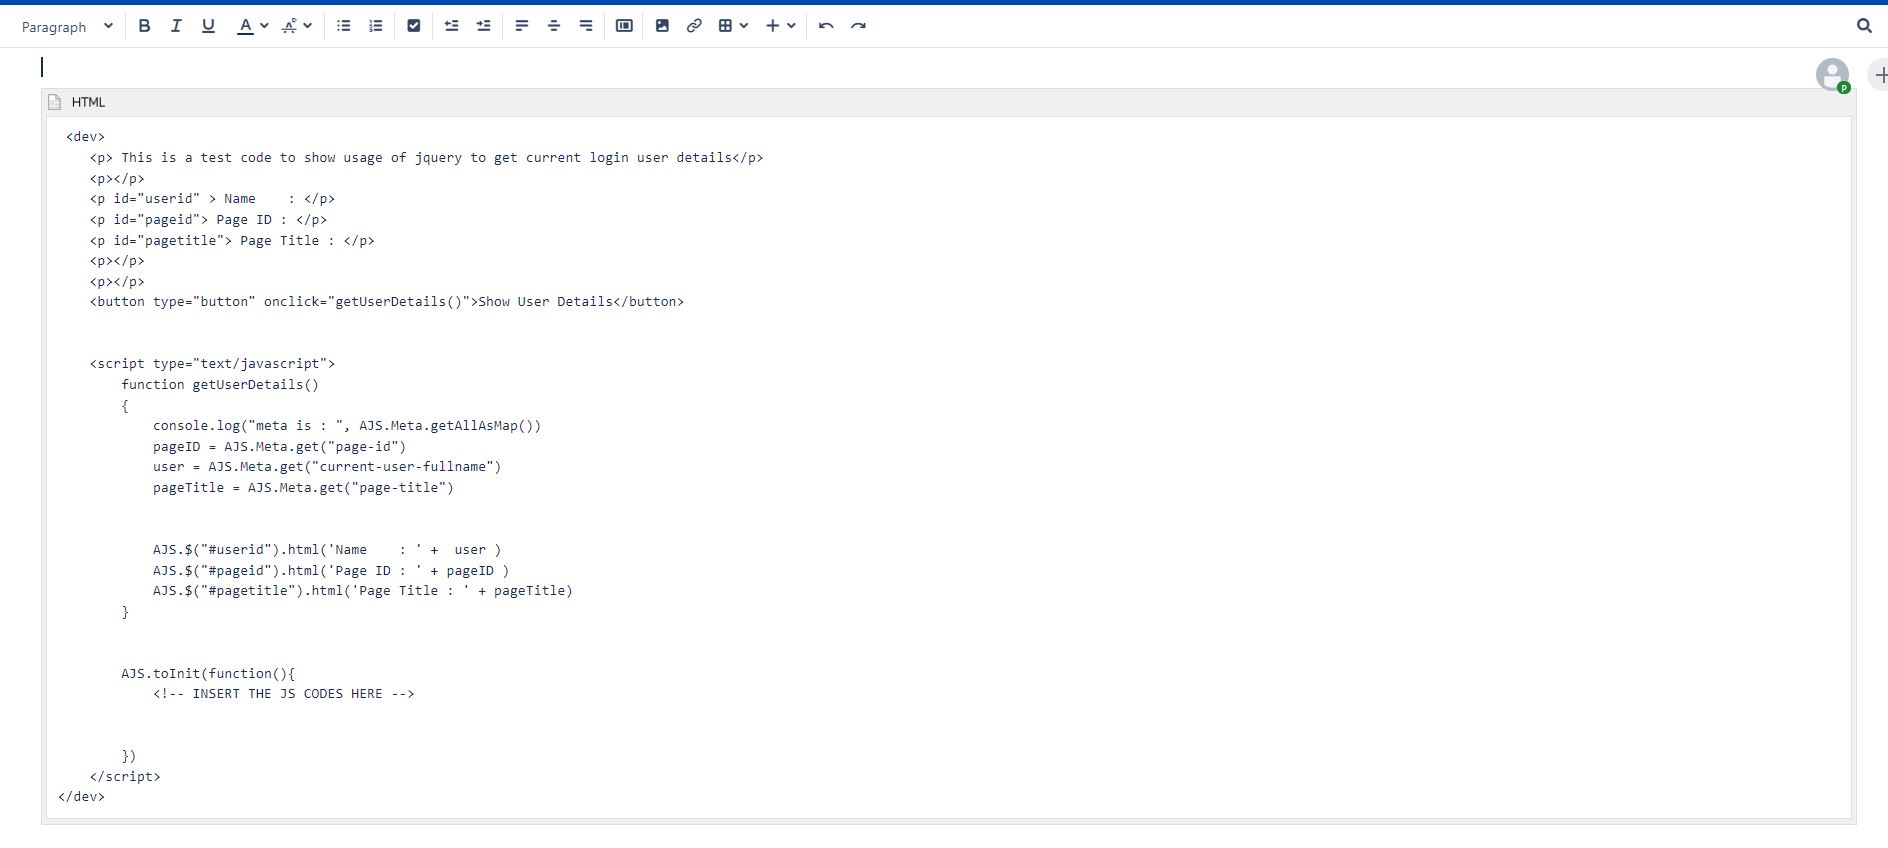 Paragraph B I U A
HTML
<dev>
<p> This is a test code to show usage of jquery to get current login user details</p>
<p></p>
<p id="userid" > Name    : </p>
<p id="pageid"> Page ID : </p>
<p id="pagetitle"> Page Title : </p>
<p></p>
<p></p>
<button type="button" onclick="getUserDetails()">Show User Details</button>
<script type="text/javascript">
function getUserDetails()
{
console.log("meta is : ", AJS.Meta.getAllAsMap())
pageID = AJS.Meta.get("page-id")
user = AJS.Meta.get("current-user-fullname")
pageTitle = AJS.Meta.get("page-title")
AJS.$("#userid").html('Name    : ' +  user )
AJS.$("#pageid").html('Page ID : ' + pageID )
AJS.$("#pagetitle").html('Page Title : ' + pageTitle)
}
AJS.toInit(function(){
<!-- INSERT THE JS CODES HERE -->
})
</script>
</dev>